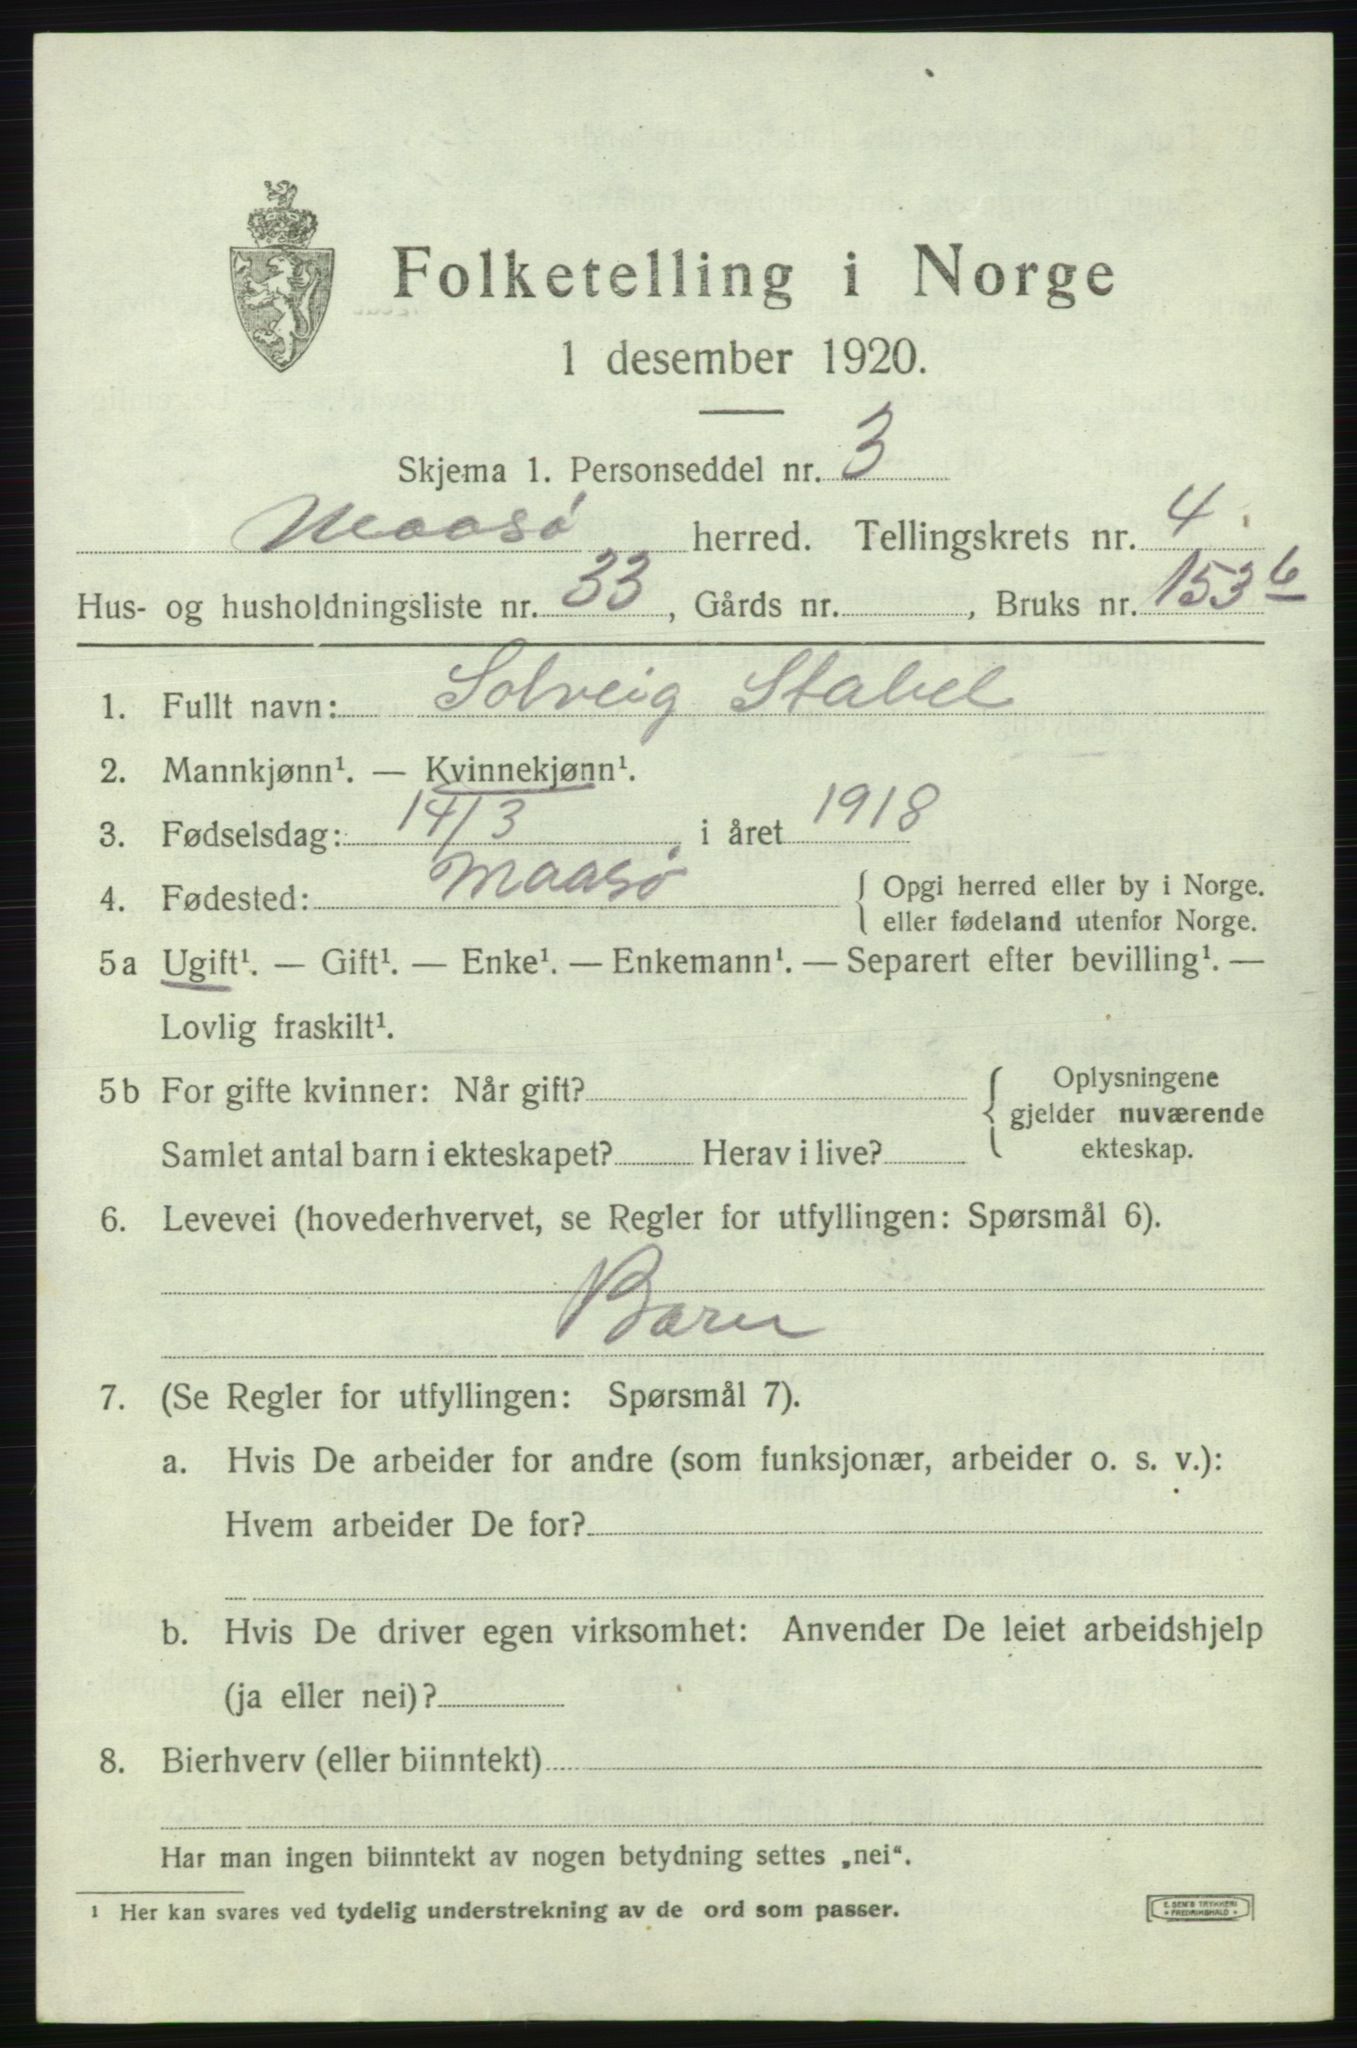 Folketelling i Norge
1 desember 1920.
Skjema 1. Personseddel nr. 3
Maasø herred. Tellingskrets nr. 4
Hus- og husholdningsliste nr. 33, Gårds nr. , Bruks nr. 153 6
1. Fullt navn: Solveig Stabel
2. Mannkjønn¹. — Kvinnekjønn¹.
3. Fødselsdag: 14/3 i året 1918
4. Fødested: Maasø { Opgi herred eller by i Norge.
eller fødeland utenfor Norge.
5a Ugift¹. — Gift¹. — Enke¹. — Enkemann¹. — Separert efter bevilling¹. —
Lovlig fraskilt¹.
5b For gifte kvinner: Når gift? { Oplysningene
gjelder nuværende
Samlet antal barn i ekteskapet? Herav i live? ekteskap.
6. Levevei (hovederhvervet, se Regler for utfyllingen: Spørsmål 6).
Barn
7. (Se Regler for utfyllingen: Spørsmål 7).
a. Hvis De arbeider for andre (som funksjonær, arbeider o. s. v.):
Hvem arbeider De for?
b. Hvis De driver egen virksomhet: Anvender De leiet arbeidshjelp
(ja eller nei)?
8. Bierhverv (eller biinntekt)
Har man ingen biinntekt av nogen betydning settes „nei“.
¹ Her kan svares ved tydelig understrekning av de ord som passer.
E. SEM'S TRYKKERI
FREDRIKSHALD